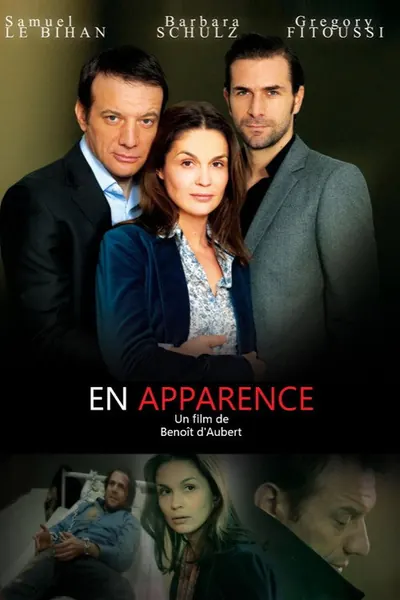 Samuel Barbara Gregory
LE BIHAN SCHULZ FITOUSSI
EN APPARENCE
Un film de
Benoît d'Aubert